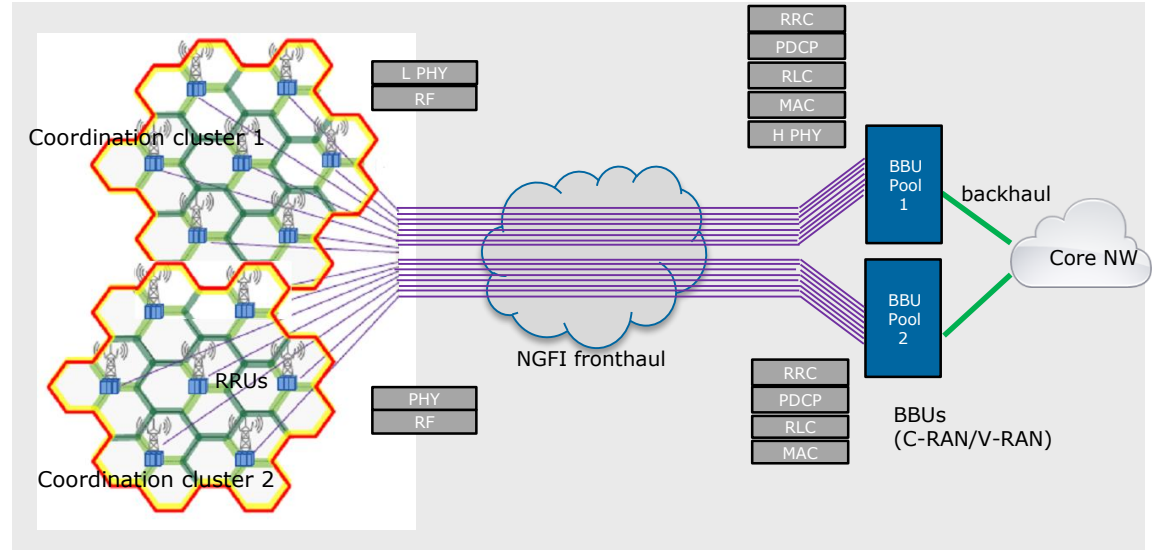 RRC
PDCP
RLC
MAC
H PHY
L PHY
RF
Coordination cluster 1
BBU
Pool
1
backhaul
Core NW
BBU
Pool
2
NGFI fronthaul
RRUs
PHY
RF
RRC
PDCP
RLC
MAC
BBUs
(C-RAN/V-RAN)
Coordination cluster 2